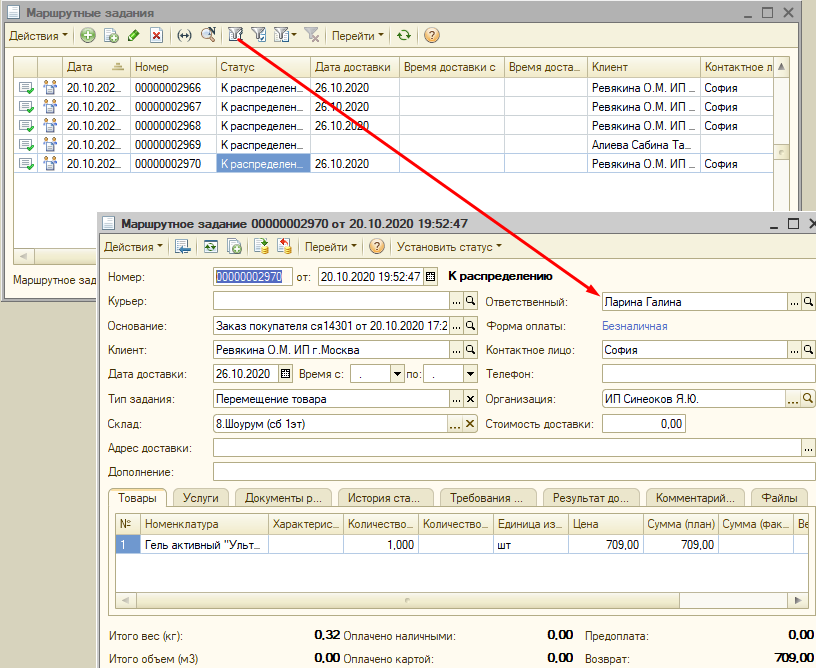 Маршрутные задания
Действия Перейти
Дата Номер Статус Дата доставки Время доставки с Время доста... Клиент Контактное л
20.10.202... 00000002966 К распределен... 26.10.2020 Ревякина О.М. ИП ... София
20.10.202... 00000002967 К распределен... 26.10.2020 Ревякина О.М. ИП ... София
20.10.202... 00000002968 К распределен... 26.10.2020 Ревякина О.М. ИП ... София
20.10.202... 00000002969 К распределен... Алиева Сабина Та...
20.10.202... 00000002970 К распределен... 26.10.2020 Ревякина О.М. ИП ... София
Маршрутное зад
Маршрутное задание 00000002970 от 20.10.2020 19:52:47
Действия Перейти Установить статус
Номер: 00000002970 от: 20.10.2020 19:52:47 К распределению
Курьер: Ответственный: Ларина Галина
Основание: Заказ покупателя ся14301 от 20.10.2020 17:2 Форма оплаты: Безналичная
Клиент: Ревякина О.М. ИП г.Москва Контактное лицо: София
Дата доставки: 26.10.2020 Время с: . по: . Телефон:
Тип задания: Перемещение товара Организация: ИП Синеоков Я.Ю.
Склад: 8.Шоурум (сб 1эт) Стоимость доставки: 0,00
Адрес доставки:
Дополнение:
Товары Услуги Документы р... История ста... Требования ... Результат до... Комментарий... Файлы
№ Номенклатура Характерис... Количество... Количество... Единица из... Цена Сумма (план) Сумма (фак... Ве
1 Гель активный "Ульт... 1,000 шт 709,00 709,00
Итого вес (кг): 0.32 Оплачено наличными: 0,00 Предоплата: 0,00
Итого объем (м3) 0,00 Оплачено картой: 0,00 Возврат: 709,00